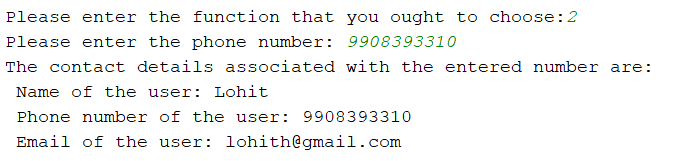 Please enter the function that you ought to choose:2
Please enter the phone number: 9908393310
The contact details associated with the entered number are:
Name of the user: Lohit
Phone number of the user: 9908393310
Email of the user: lohith@gmail.com